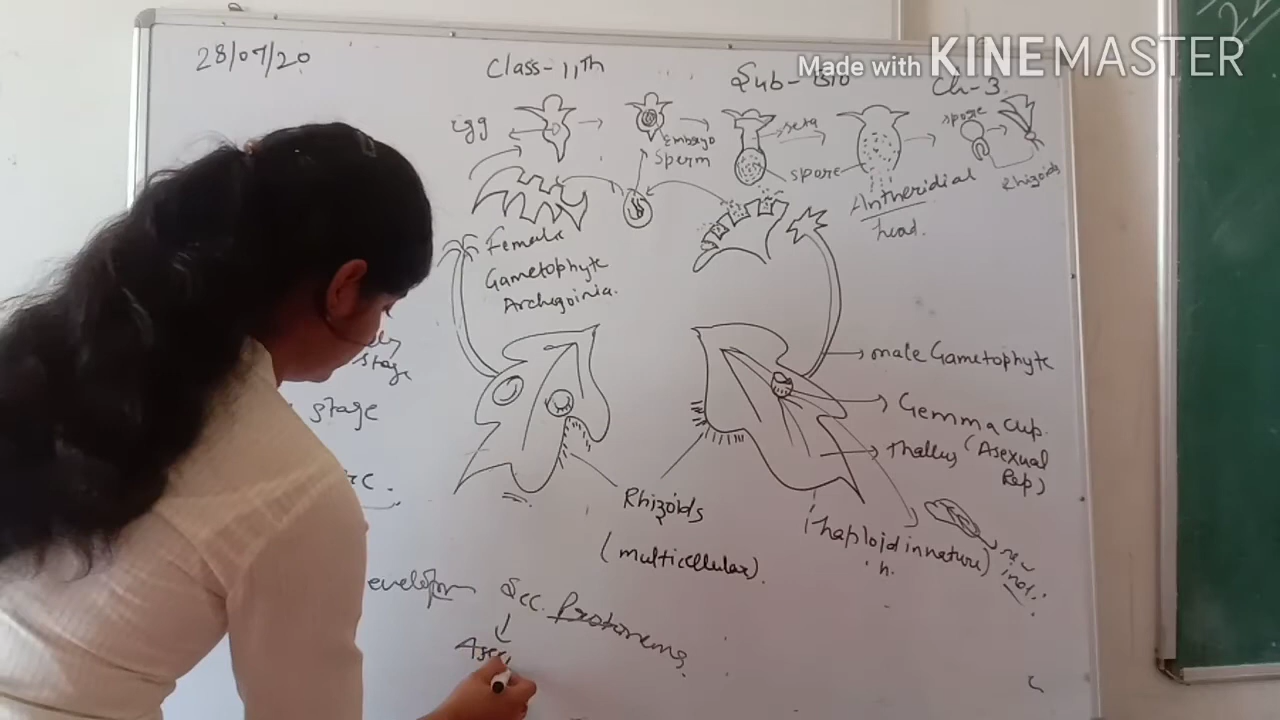 Made with KINEMASTER
28/07/20
Class-11th
Sub-Bio
Ch-3
Egg
Embryo
Sperm
seta
spore
spore
Rhizoids
Antheridial
head.
Female
Gametophyte
Archegoinia.
stage
stage
male Gametophyte
Gemma cup.
Thallus
(Asexual
Rep)
Rhizoids
(multicellular).
(haploid in nature)
n.
Sec. Protonema